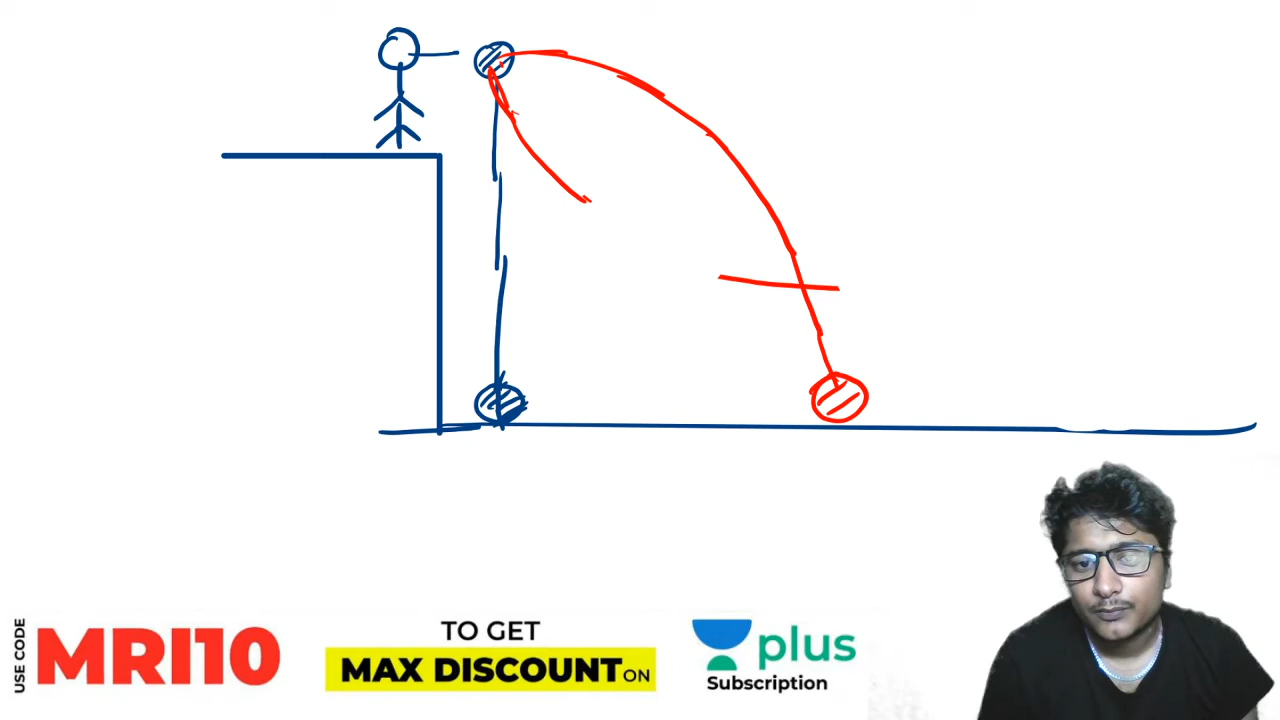 USE CODE
MRI10
TO GET
MAX DISCOUNT ON
plus
Subscription